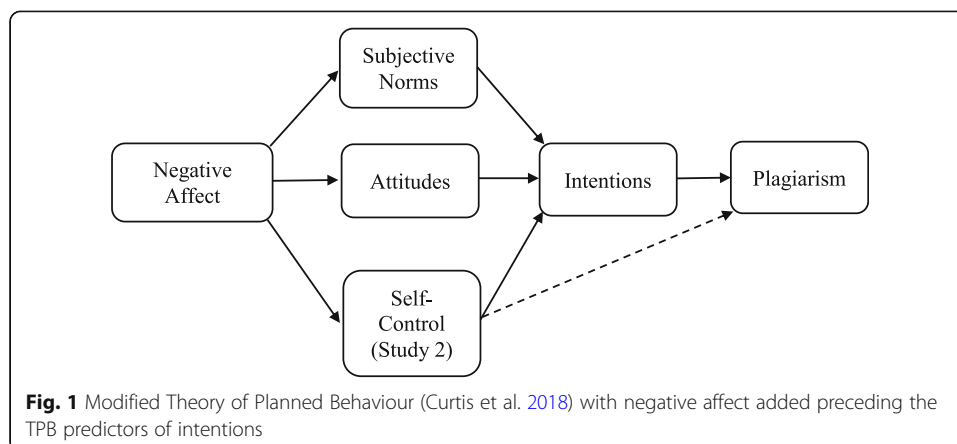 Subjective
Norms
Negative
Affect
Attitudes
Intentions
Plagiarism
Self-
Control
(Study 2)
Fig. 1 Modified Theory of Planned Behaviour (Curtis et al. 2018) with negative affect added preceding the
TPB predictors of intentions